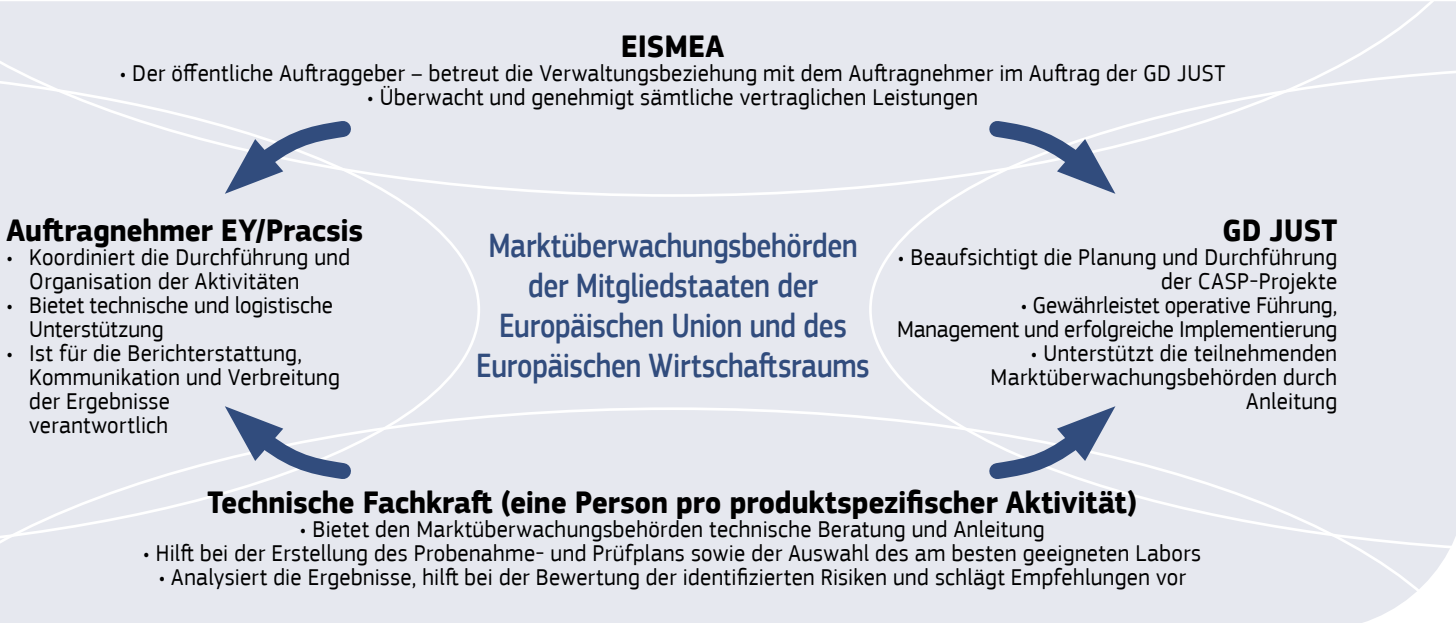 EISMEA
• Der öffentliche Auftraggeber – betreut die Verwaltungsbeziehung mit dem Auftragnehmer im Auftrag der GD JUST
• Überwacht und genehmigt sämtliche vertraglichen Leistungen
Auftragnehmer EY/Pracsis
• Koordiniert die Durchführung und
Organisation der Aktivitäten
• Bietet technische und logistische
Unterstützung
• Ist für die Berichterstattung,
Kommunikation und Verbreitung
der Ergebnisse
verantwortlich
Marktüberwachungsbehörden
der Mitgliedstaaten der
Europäischen Union und des
Europäischen Wirtschaftsraums
GD JUST
• Beaufsichtigt die Planung und Durchführung
der CASP-Projekte
• Gewährleistet operative Führung,
Management und erfolgreiche Implementierung
• Unterstützt die teilnehmenden
Marktüberwachungsbehörden durch
Anleitung
Technische Fachkraft (eine Person pro produktspezifischer Aktivität)
• Bietet den Marktüberwachungsbehörden technische Beratung und Anleitung
• Hilft bei der Erstellung des Probenahme- und Prüfplans sowie der Auswahl des am besten geeigneten Labors
• Analysiert die Ergebnisse, hilft bei der Bewertung der identifizierten Risiken und schlägt Empfehlungen vor